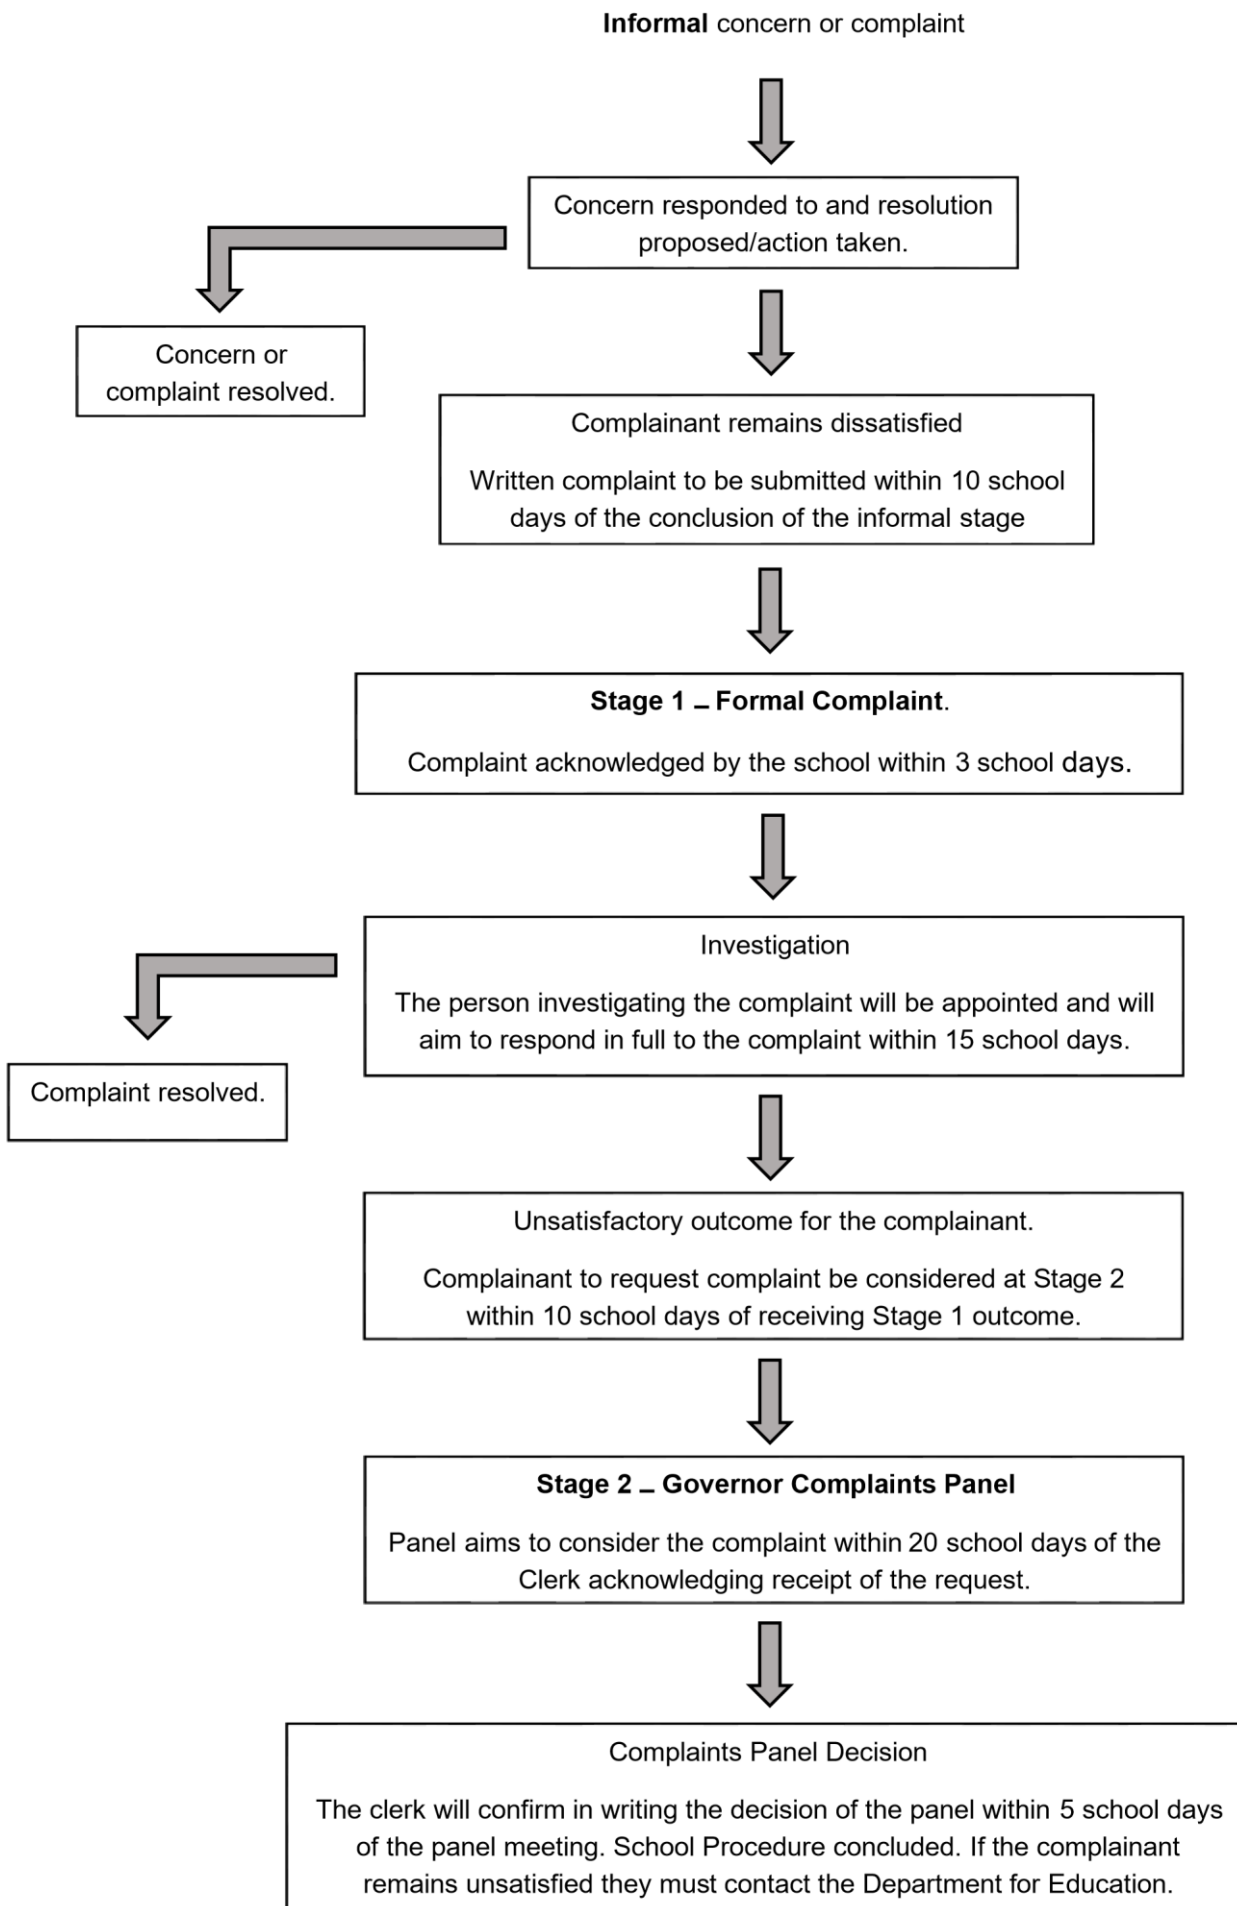 Informal concern or complaint
Concern responded to and resolution
proposed/action taken.
Concern or
complaint resolved.
Complainant remains dissatisfied
Written complaint to be submitted within 10 school
days of the conclusion of the informal stage
Stage 1 – Formal Complaint.
Complaint acknowledged by the school within 3 school days.
Investigation
The person investigating the complaint will be appointed and will
aim to respond in full to the complaint within 15 school days.
Complaint resolved.
Unsatisfactory outcome for the complainant.
Complainant to request complaint be considered at Stage 2
within 10 school days of receiving Stage 1 outcome.
Stage 2 – Governor Complaints Panel
Panel aims to consider the complaint within 20 school days of the
Clerk acknowledging receipt of the request.
Complaints Panel Decision
The clerk will confirm in writing the decision of the panel within 5 school days
of the panel meeting. School Procedure concluded. If the complainant
remains unsatisfied they must contact the Department for Education.